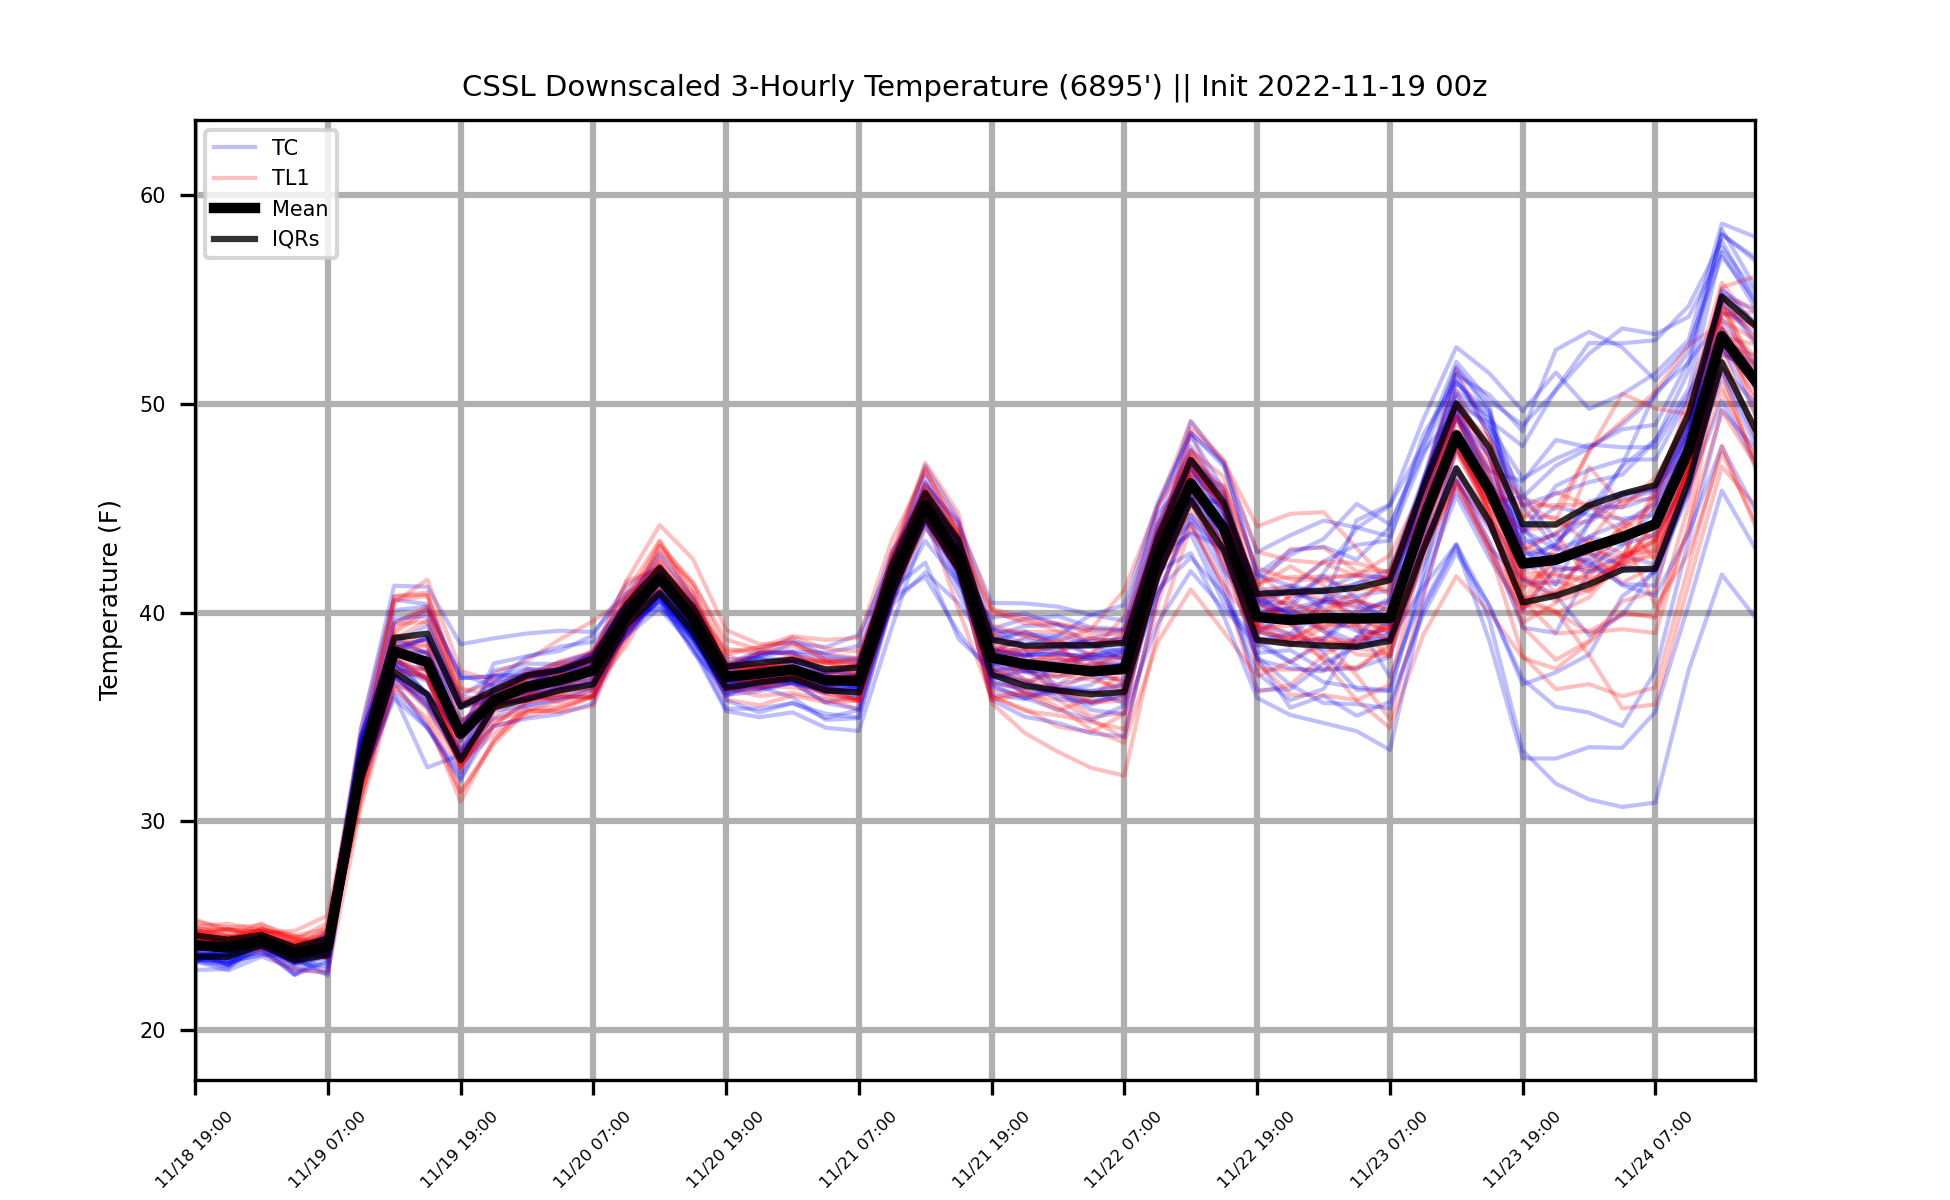 CSSL Downscaled 3-Hourly Temperature (6895') || Init 2022-11-19 00z
TC
TL1
Mean
IQRs
Temperature (F)
60
50
40
30
20
11/18 19:00
11/19 07:00
11/19 19:00
11/20 07:00
11/20 19:00
11/21 07:00
11/21 19:00
11/22 07:00
11/22 19:00
11/23 07:00
11/23 19:00
11/24 07:00